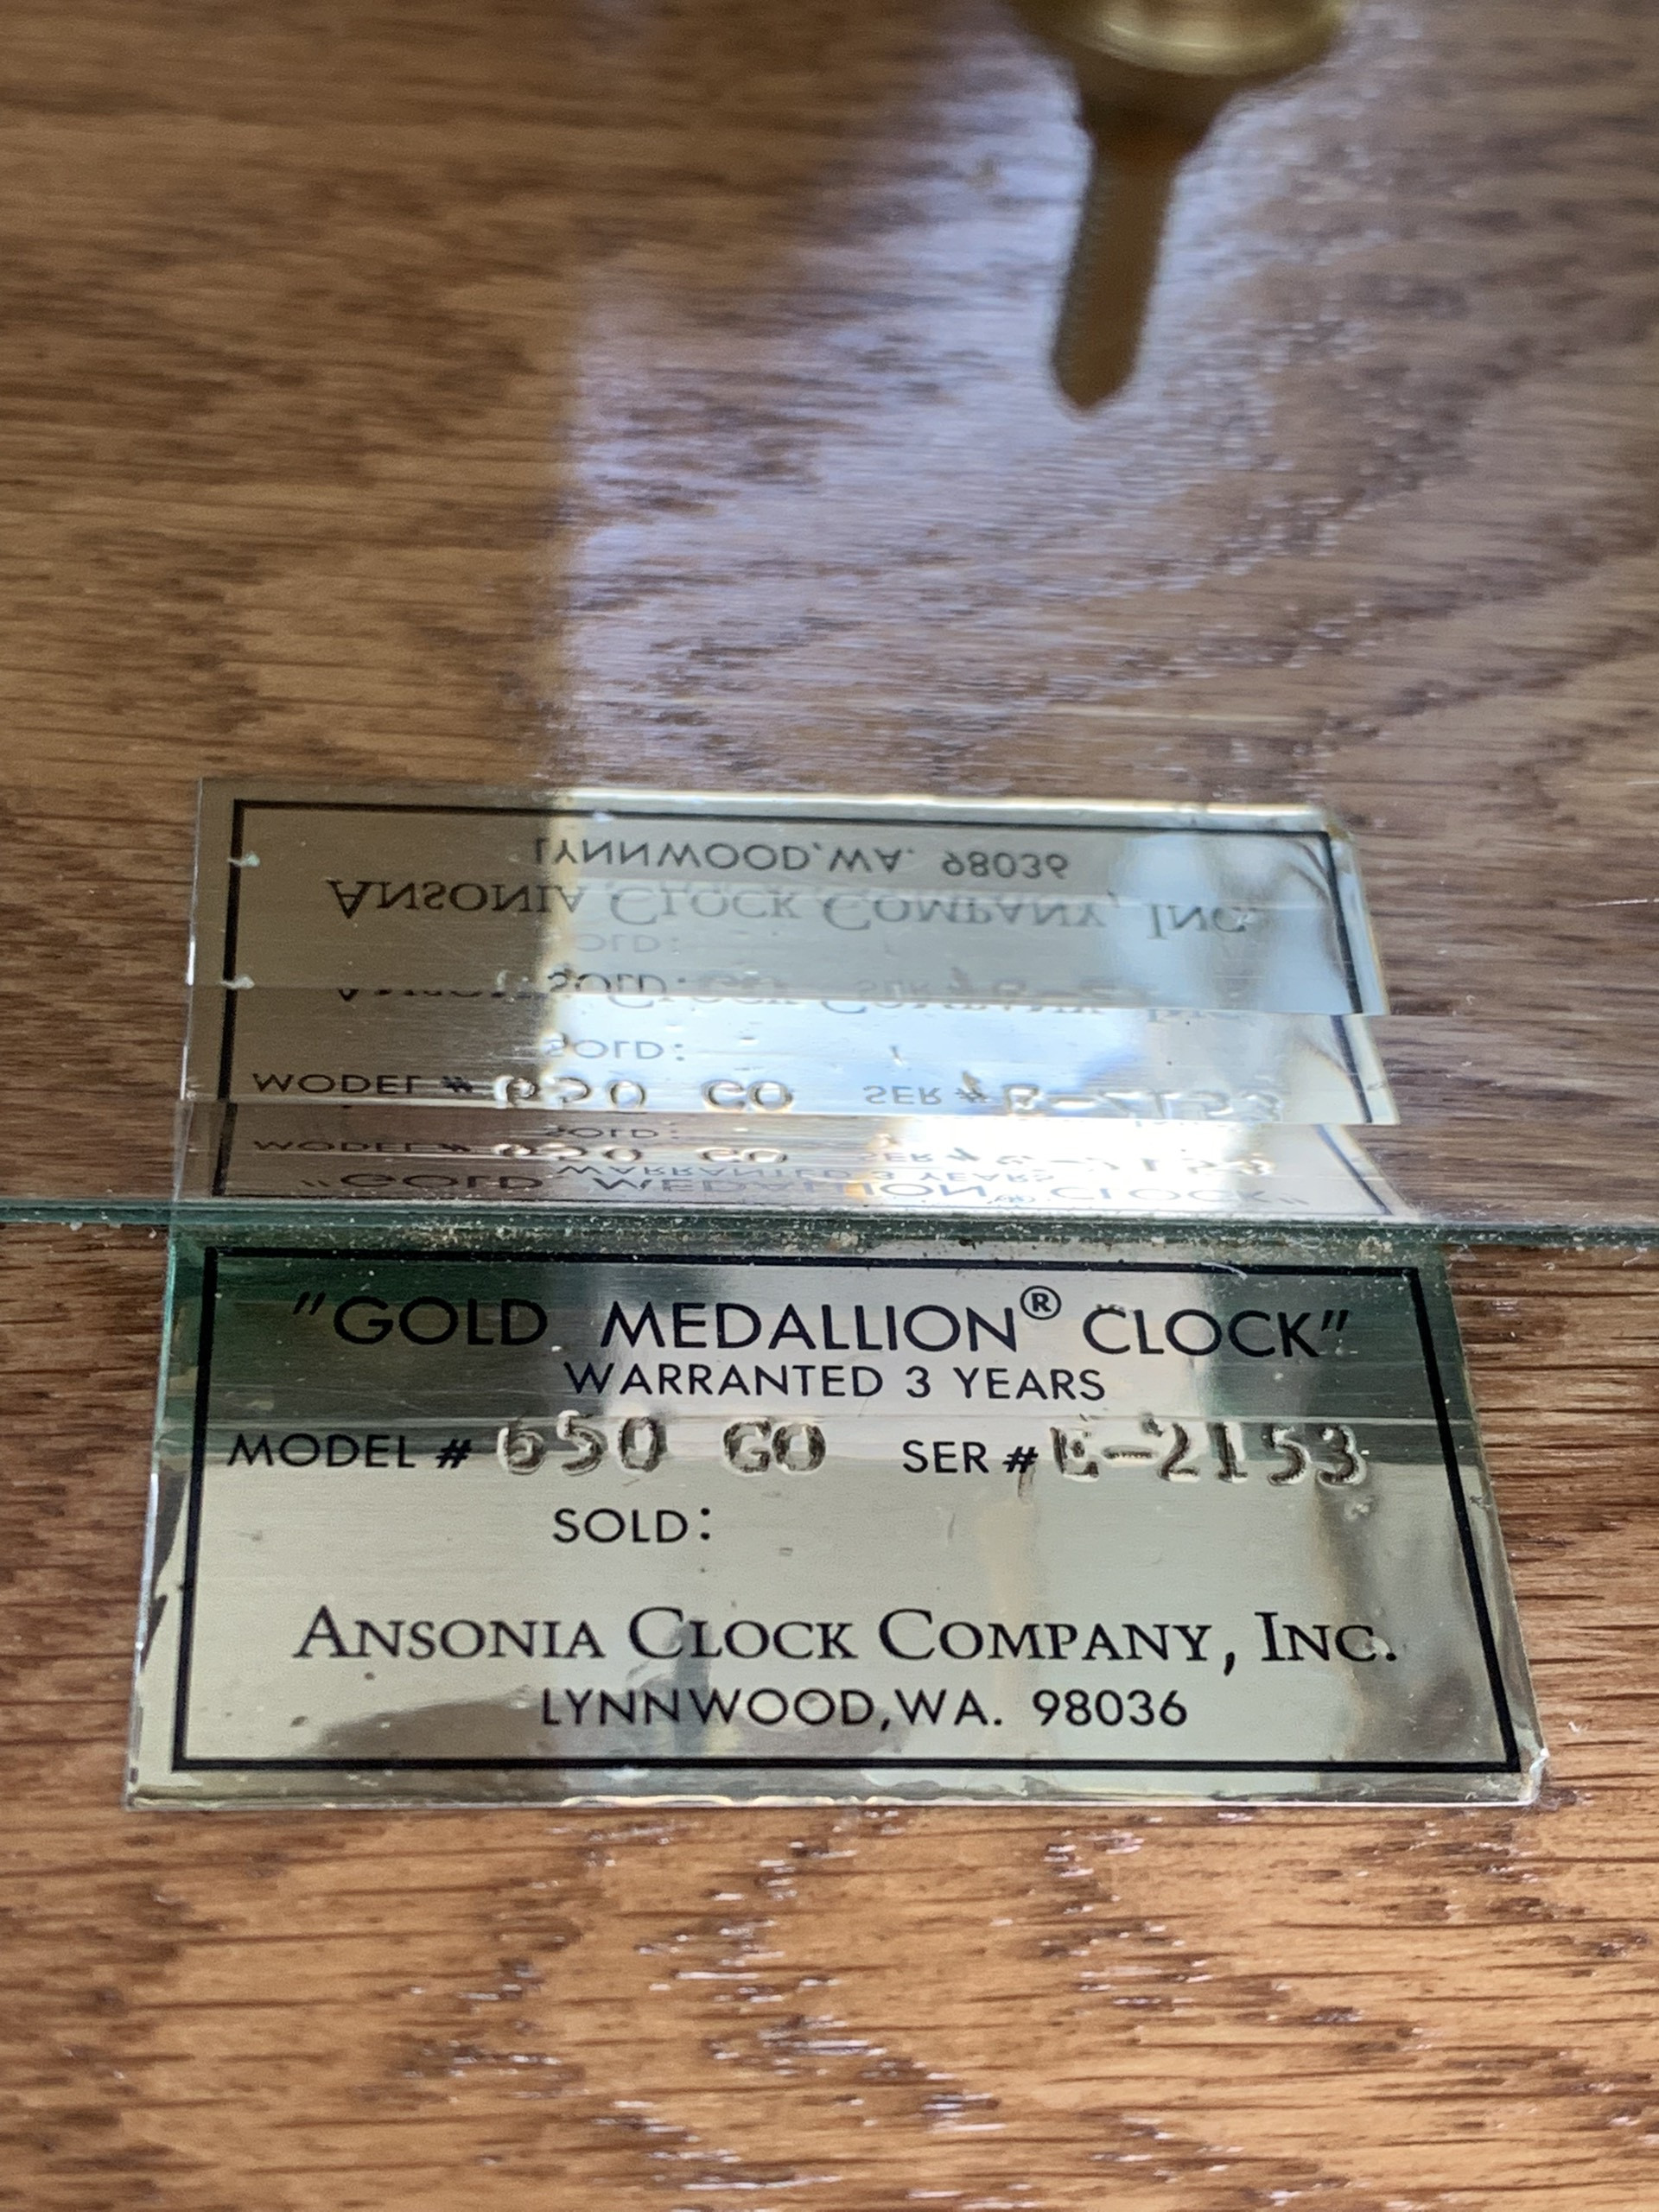 "GOLD MEDALLION® CLOCK"
WARRANTED 3 YEARS
MODEL # 650 GO SER # E-2153
SOLD:
ANSONIA CLOCK COMPANY, INC.
LYNNWOOD, WA. 98036